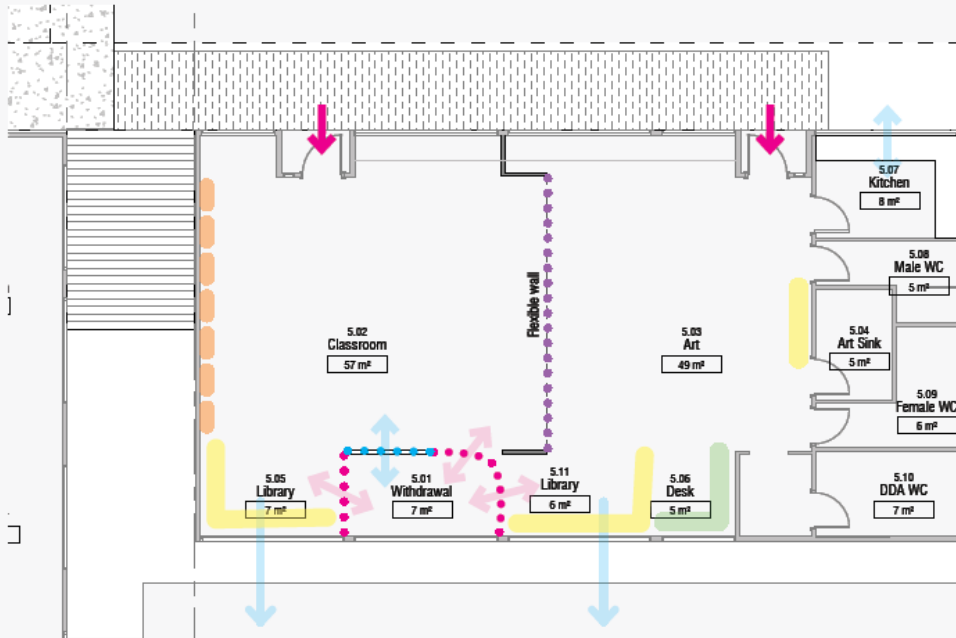 5.07
Kitchen
8 m²
5.08
Male WC
5 m²
Flexible wall
5.02
Classroom
57 m²
5.03
Art
49 m²
5.04
Art Sink
5 m²
5.09
Female WC
6 m²
5.05
Library
7 m²
5.01
Withdrawal
7 m²
5.11
Library
6 m²
5.06
Desk
5 m²
5.10
DDA WC
7 m²